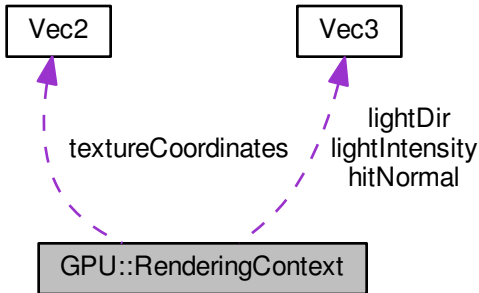 Vec2
Vec3
textureCoordinates
lightDir
lightIntensity
hitNormal
GPU::RenderingContext